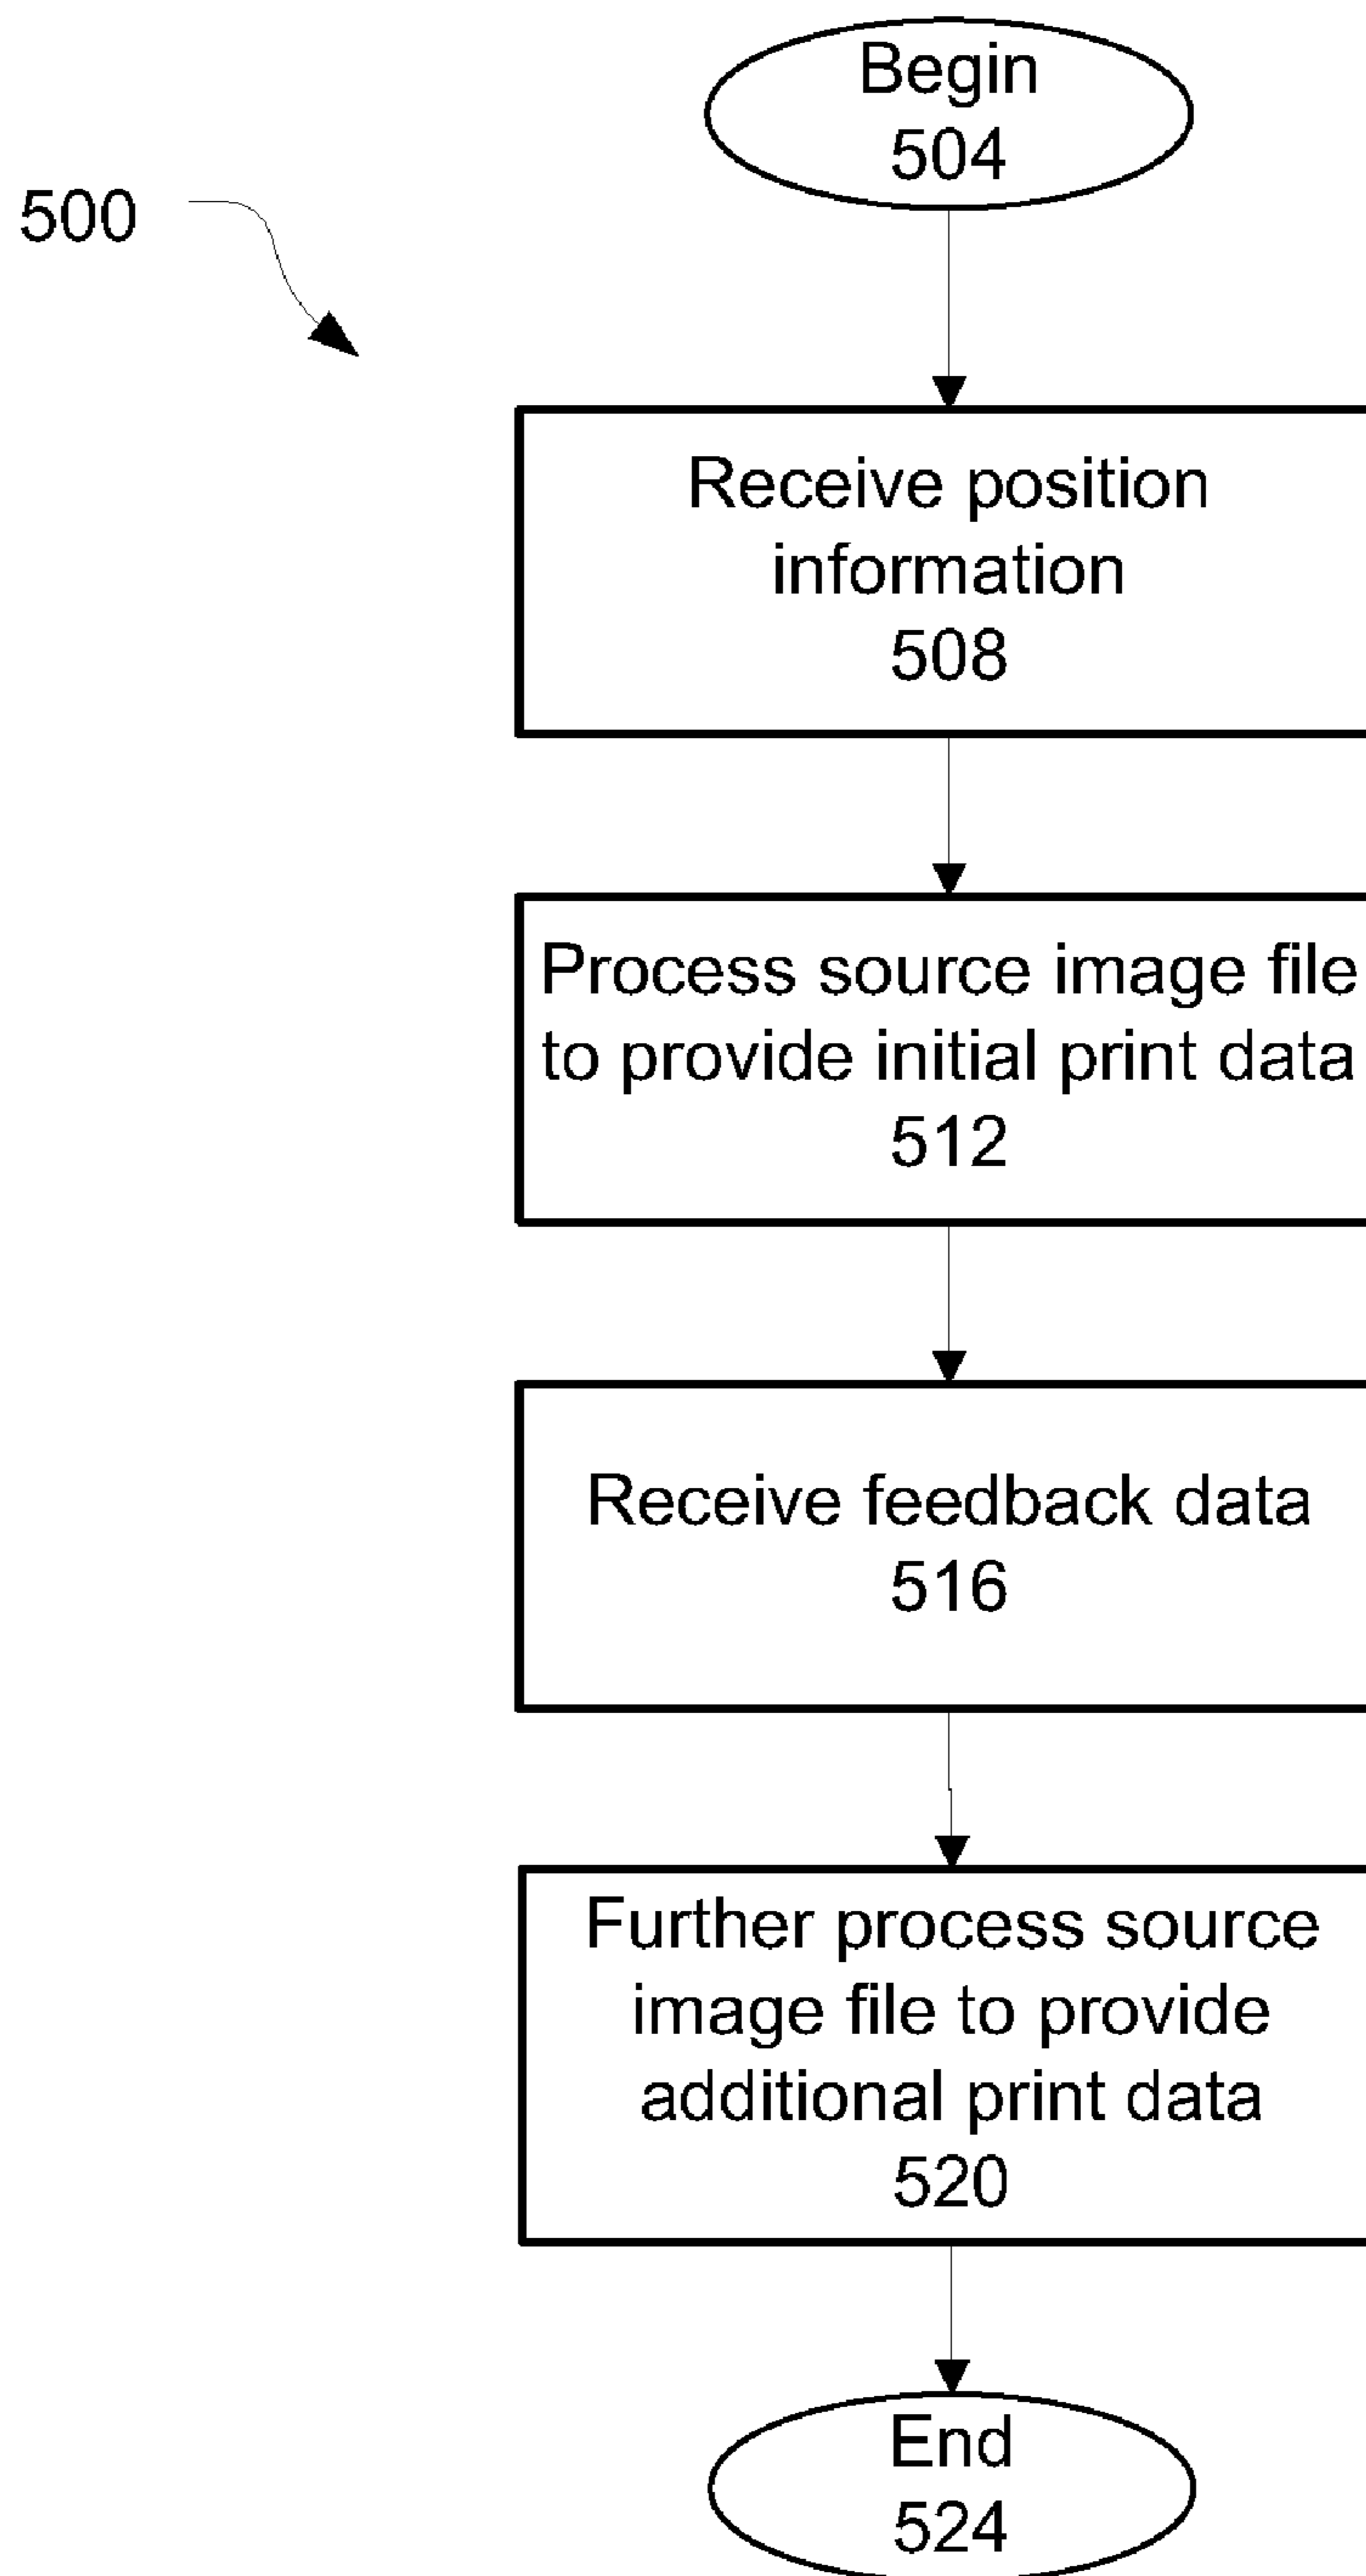 Begin
504
500
Receive position
information
508
Process source image file
to provide initial print data
512
Receive feedback data
516
Further process source
image file to provide
additional print data
520
End
524